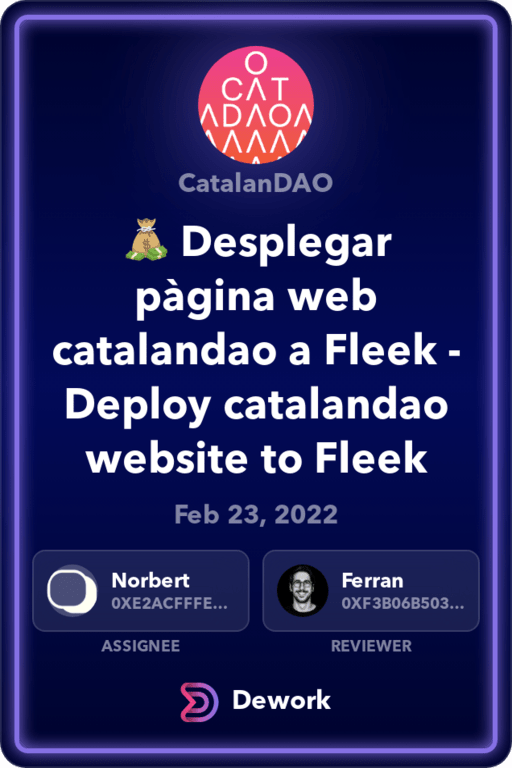 O
CΛT
ΛDΛOΛ
ΛΛΛΛΛ
CatalanDAO
💰 Desplegar
pàgina web
catalandao a Fleek -
Deploy catalandao
website to Fleek
Feb 23, 2022
Norbert
0XE2ACFFFE...
Ferran
0XF3B06B503...
ASSIGNEE
REVIEWER
Dework